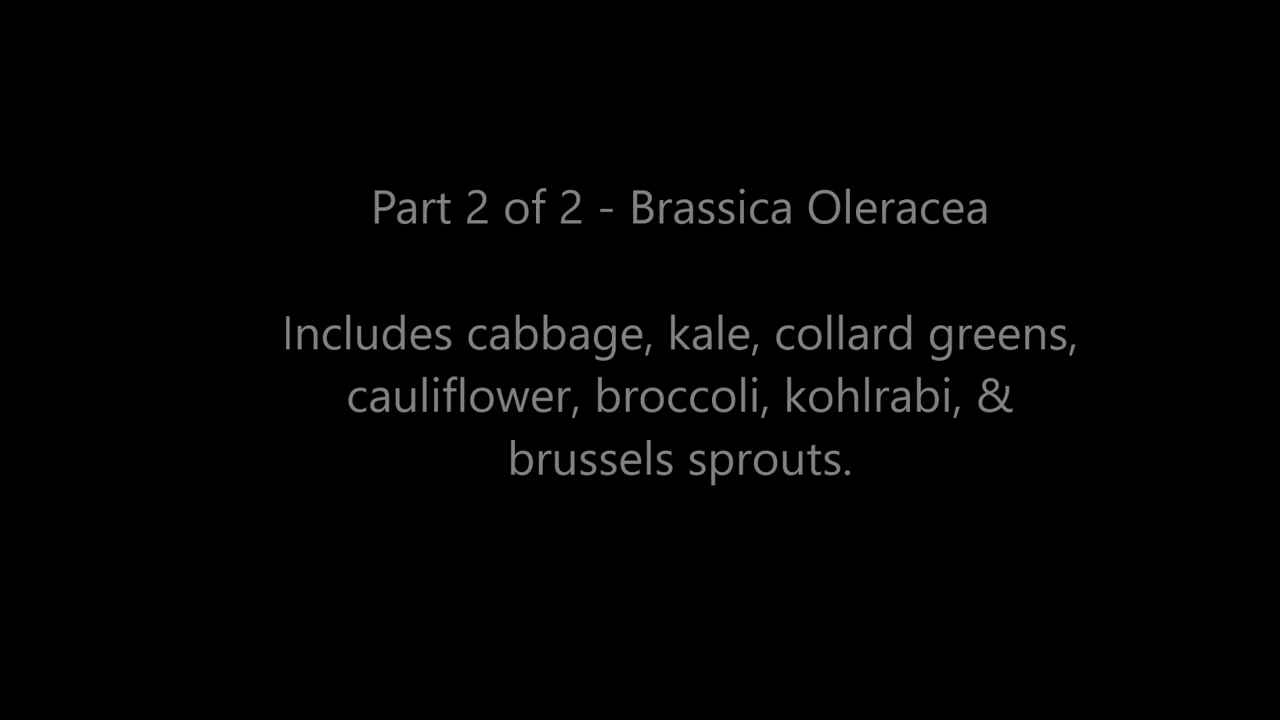 Part 2 of 2 - Brassica Oleracea
Includes cabbage, kale, collard greens,
cauliflower, broccoli, kohlrabi, &
brussels sprouts.